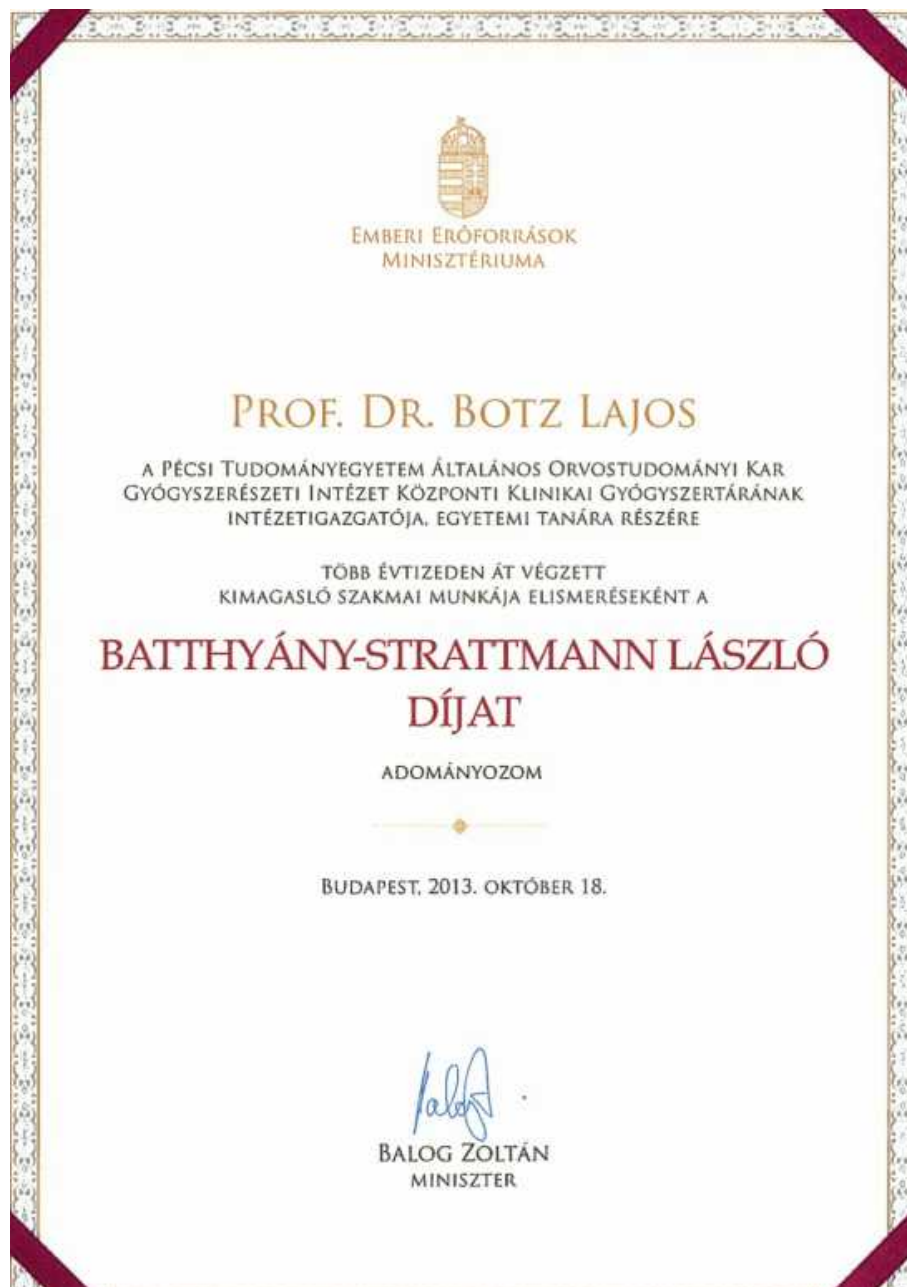 EMBERI ERŐFORRÁSOK
MINISZTÉRIUMA
PROF. DR. BOTZ LAJOS
A PÉCSI TUDOMÁNYEGYETEM ÁLTALÁNOS ORVOSTUDOMÁNYI KAR
GYÓGYSZERÉSZETI INTÉZET KÖZPONTI KLINIKAI GYÓGYSZERTÁRÁNAK
INTÉZETIGAZGATÓJA, EGYETEMI TANÁRA RÉSZÉRE
TÖBB ÉVTIZEDEN ÁT VÉGZETT
KIMAGASLÓ SZAKMAI MUNKÁJA ELISMERÉSEKÉNT A
BATTHYÁNY-STRATTMANN LÁSZLÓ
DÍJAT
ADOMÁNYOZOM
BUDAPEST, 2013. OKTÓBER 18.
BALOG ZOLTÁN
MINISZTER